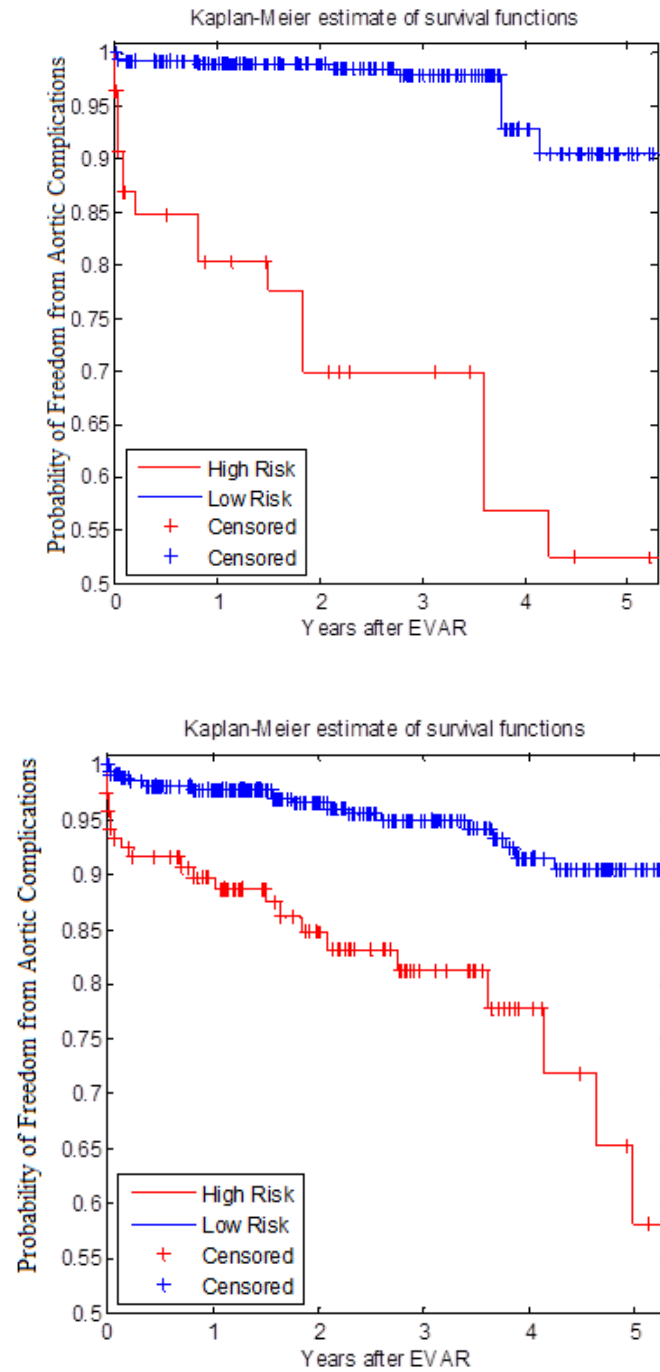 Kaplan-Meier estimate of survival functions
Probability of Freedom from Aortic Complications
1
0.95
0.9
0.85
0.8
0.75
0.7
0.65
0.6
0.55
0.5
High Risk
Low Risk
Censored
Censored
0 1 2 3 4 5
Years after EVAR
Kaplan-Meier estimate of survival functions
Probability of Freedom from Aortic Complications
1
0.95
0.9
0.85
0.8
0.75
0.7
0.65
0.6
0.55
0.5
High Risk
Low Risk
Censored
Censored
0 1 2 3 4 5
Years after EVAR